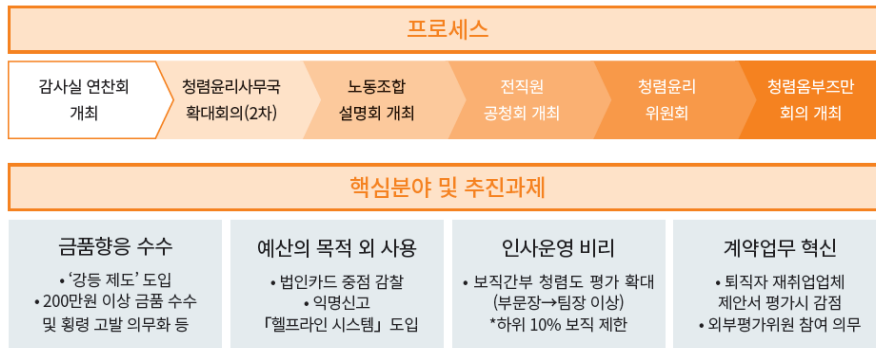 프로세스
감사실 연찬회
개최
청렴윤리사무국
확대회의(2차)
노동조합
설명회 개최
전직원
공청회 개최
청렴윤리
위원회
청렴옴부즈만
회의 개최
핵심분야 및 추진과제
금품향응 수수
• ‘강등 제도’ 도입
• 200만원 이상 금품 수수
및 횡령 고발 의무화 등
예산의 목적 외 사용
• 법인카드 중점 감찰
• 익명신고
「헬프라인 시스템」 도입
인사운영 비리
• 보직간부 청렴도 평가 확대
(부문장→팀장 이상)
*하위 10% 보직 제한
계약업무 혁신
• 퇴직자 재취업업체
제안서 평가시 감점
• 외부평가위원 참여 의무